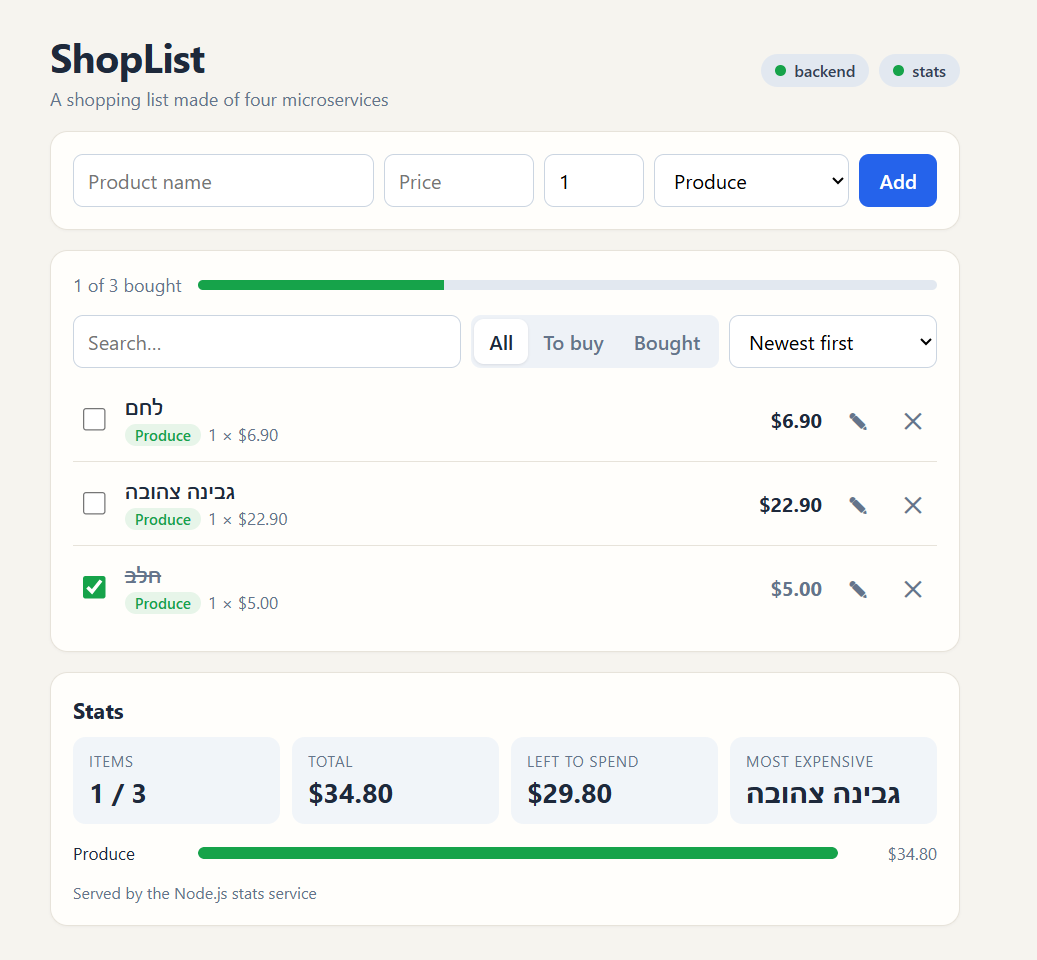 ShopList
A shopping list made of four microservices
backend
stats
Product name
Price
1
Produce
Add
1 of 3 bought
Search...
All
To buy
Bought
Newest first
לחם
Produce 1 × $6.90
$6.90
גבינה צהובה
Produce 1 × $22.90
$22.90
חלב
Produce 1 × $5.00
$5.00
Stats
ITEMS
1 / 3
TOTAL
$34.80
LEFT TO SPEND
$29.80
MOST EXPENSIVE
גבינה צהובה
Produce
$34.80
Served by the Node.js stats service